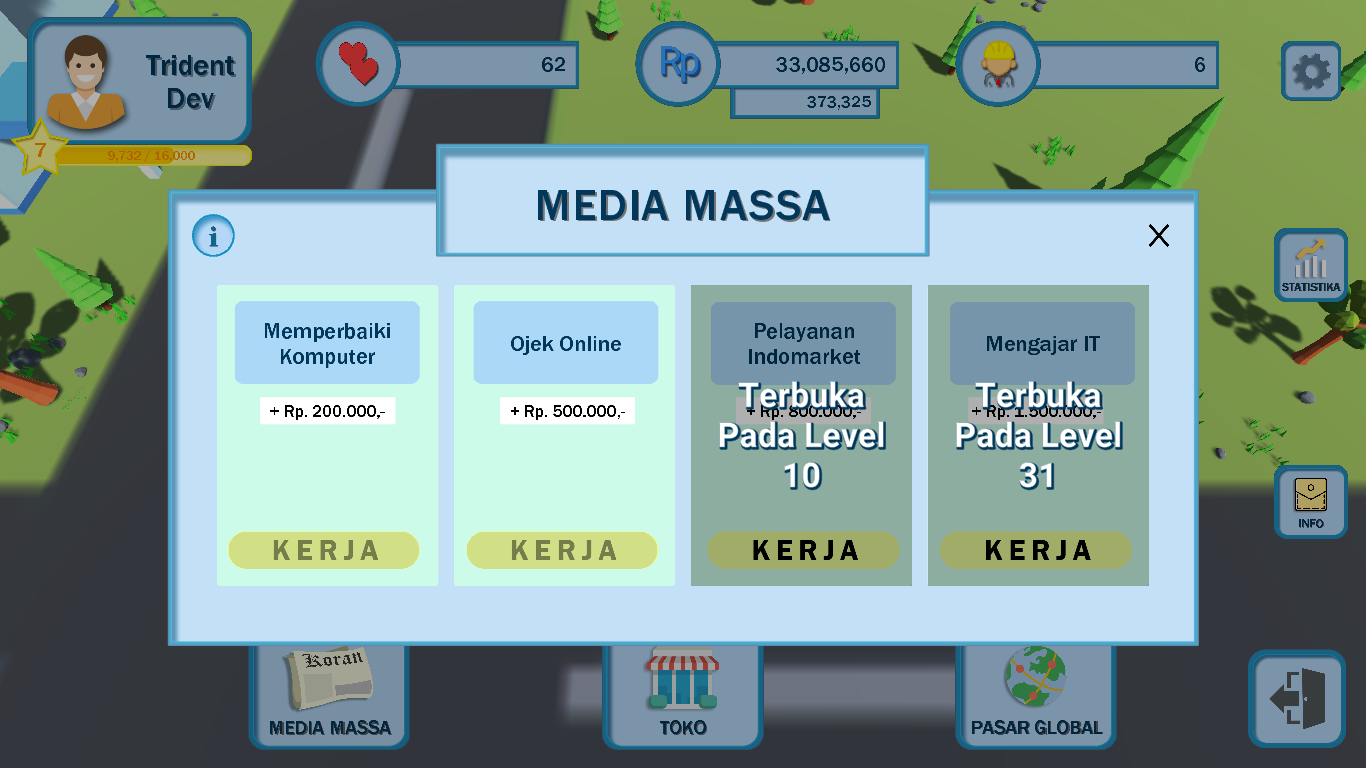 Trident
Dev
7
9,732 / 16,000
62
Rp
33,085,660
373,325
6
MEDIA MASSA
i
X
STATISTIKA
INFO
Memperbaiki
Komputer
+ Rp. 200.000,-
KERJA
Ojek Online
+ Rp. 500.000,-
KERJA
Pelayanan
Indomarket
+ Rp. 800.000,-
Terbuka
Pada Level
10
KERJA
Mengajar IT
+ Rp. 1.500.000,-
Terbuka
Pada Level
31
KERJA
Koran
MEDIA MASSA
TOKO
PASAR GLOBAL